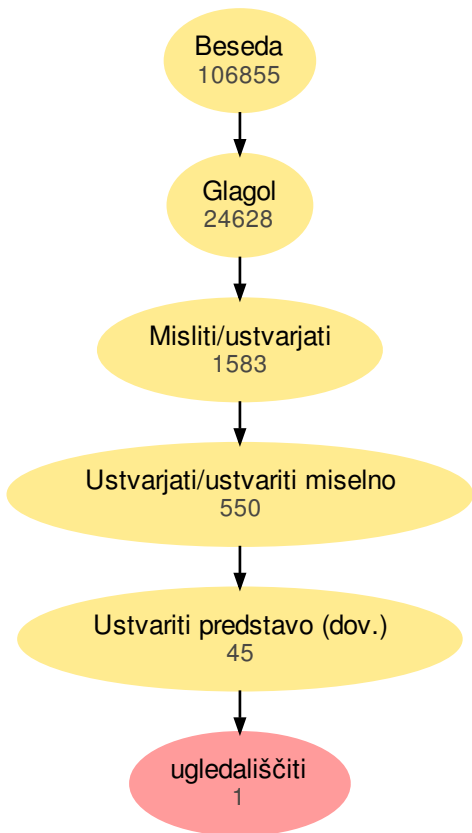 Beseda
106855
Glagol
24628
Misliti/ustvarjati
1583
Ustvarjati/ustvariti miselno
550
Ustvariti predstavo (dov.)
45
ugledališčiti
1